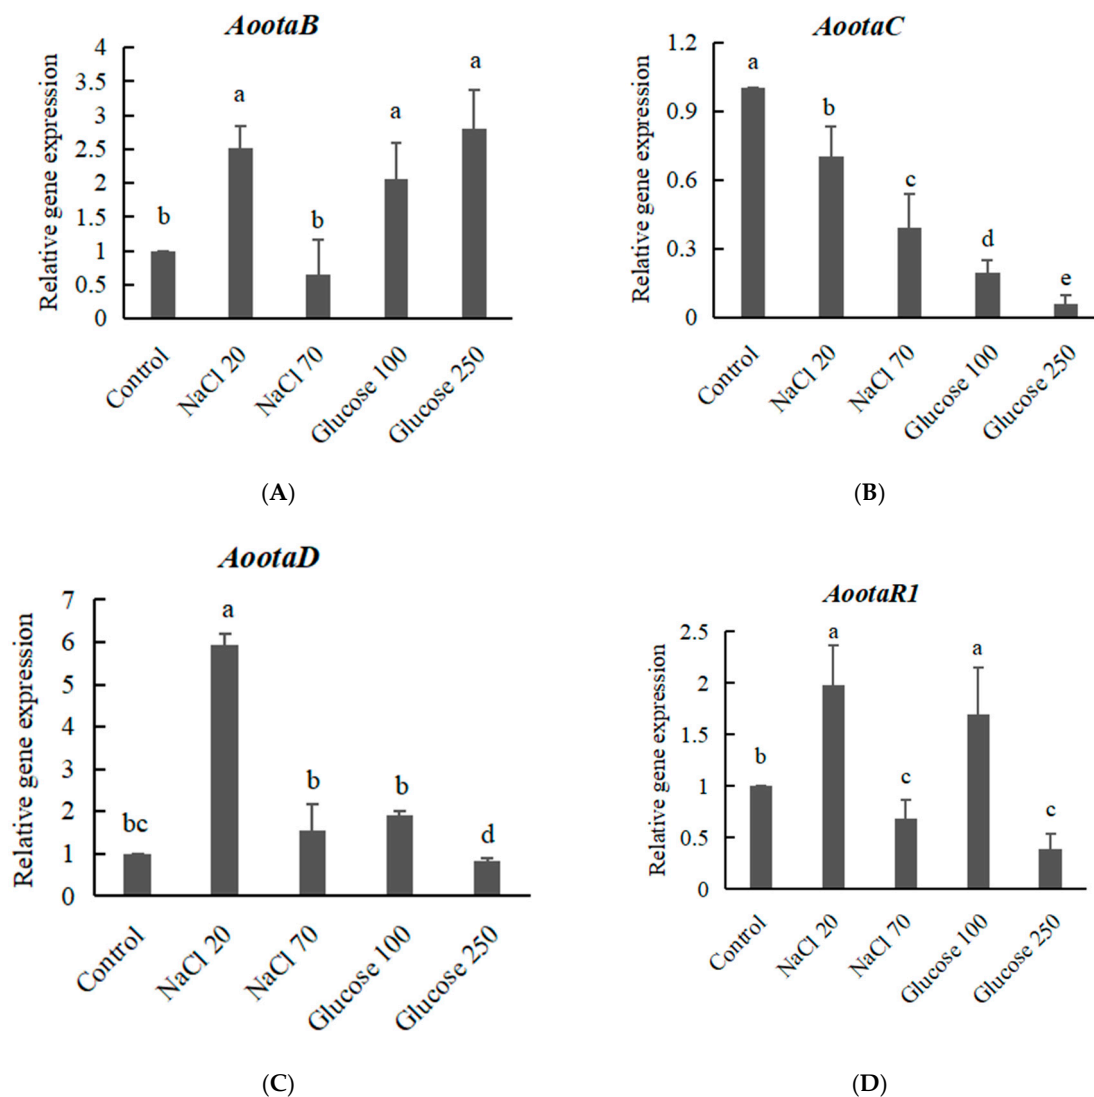 AootaB
Relative gene expression
4
3.5
3
2.5
2
1.5
1
0.5
0
b
a
b
a
a
Control
NaCl 20
NaCl 70
Glucose 100
Glucose 250
(A)
AootaC
Relative gene expression
1.2
0.9
0.6
0.3
0
a
b
c
d
e
Control
NaCl 20
NaCl 70
Glucose 100
Glucose 250
(B)
AootaD
Relative gene expression
7
6
5
4
3
2
1
0
bc
a
b
b
d
Control
NaCl 20
NaCl 70
Glucose 100
Glucose 250
(C)
AootaR1
Relative gene expression
2.5
2
1.5
1
0.5
0
b
a
c
a
c
Control
NaCl 20
NaCl 70
Glucose 100
Glucose 250
(D)